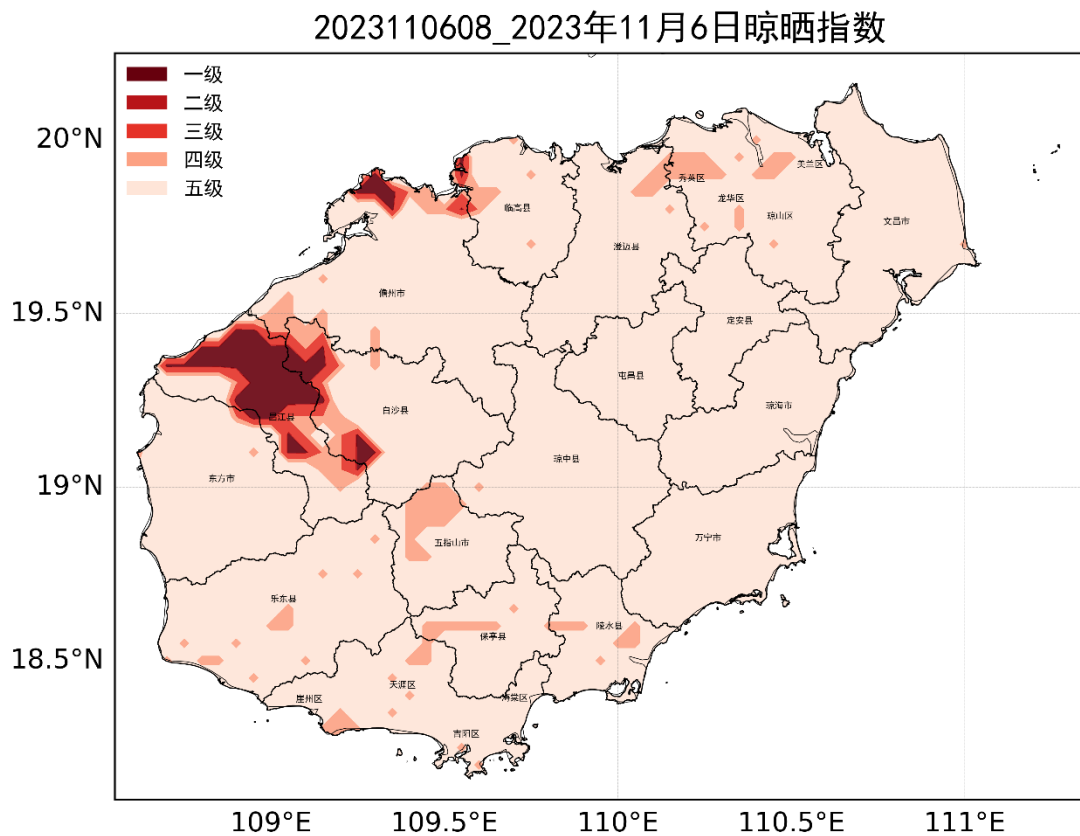 2023110608_2023年11月6日晾晒指数
一级
二级
三级
四级
五级
20°N
19.5°N
19°N
18.5°N
109°E
109.5°E
110°E
110.5°E
111°E
临高县
秀英区
美兰区
龙华区
琼山区
文昌市
澄迈县
儋州市
定安县
屯昌县
昌江县
白沙县
琼海市
琼中县
东方市
五指山市
万宁市
乐东县
保亭县
陵水县
天涯区
崖州区
海棠区
吉阳区